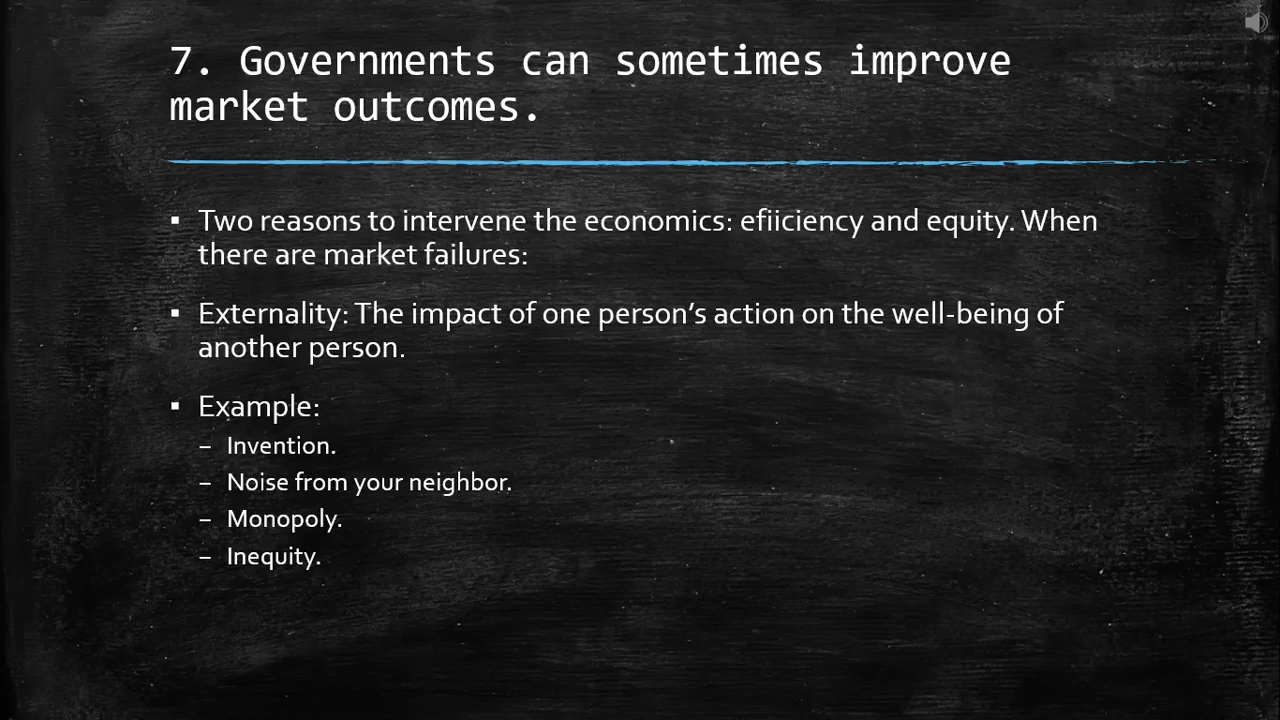 7. Governments can sometimes improve
market outcomes.
▪ Two reasons to intervene the economics: efiiciency and equity. When
there are market failures:
▪ Externality: The impact of one person’s action on the well-being of
another person.
▪ Example:
– Invention.
– Noise from your neighbor.
– Monopoly.
– Inequity.